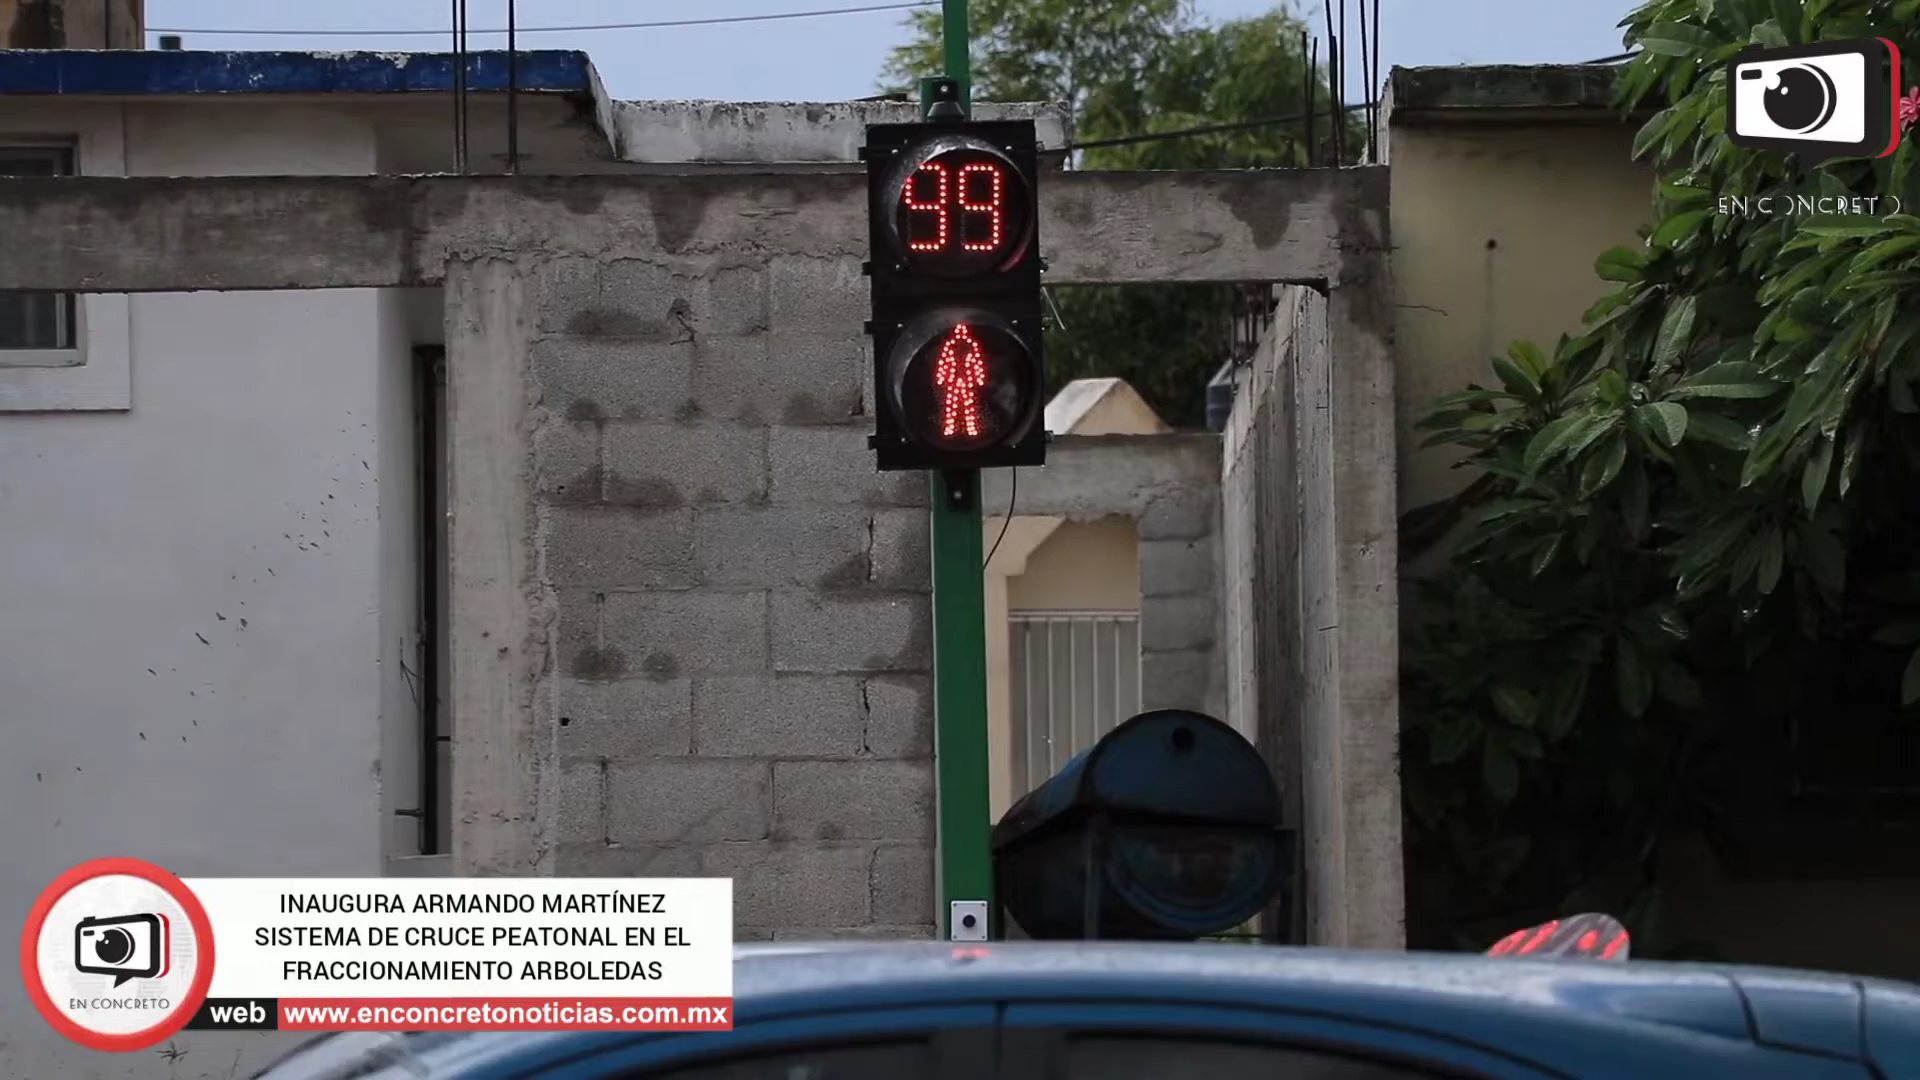 99
EN CONCRETO
INAUGURA ARMANDO MARTÍNEZ
SISTEMA DE CRUCE PEATONAL EN EL
FRACCIONAMIENTO ARBOLEDAS
EN CONCRETO
web www.enconcretonoticias.com.mx